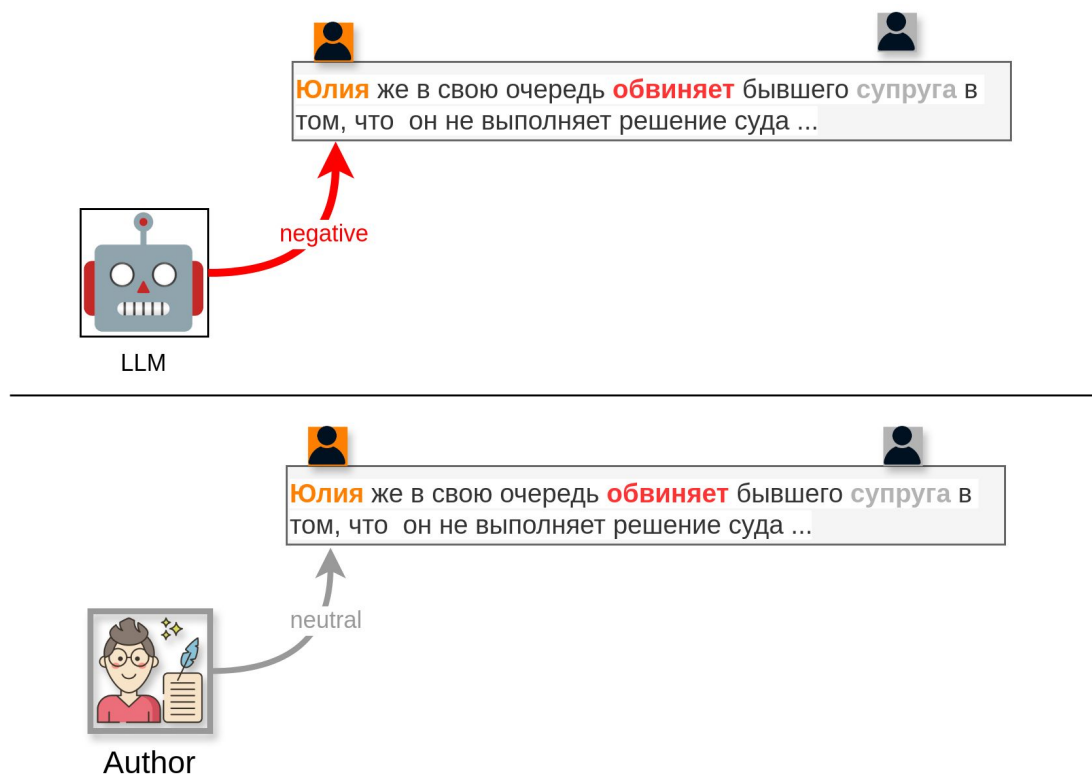 Юлия же в свою очередь обвиняет бывшего супруга в
том, что он не выполняет решение суда ...
negative
LLM
Юлия же в свою очередь обвиняет бывшего супруга в
том, что он не выполняет решение суда ...
neutral
Author